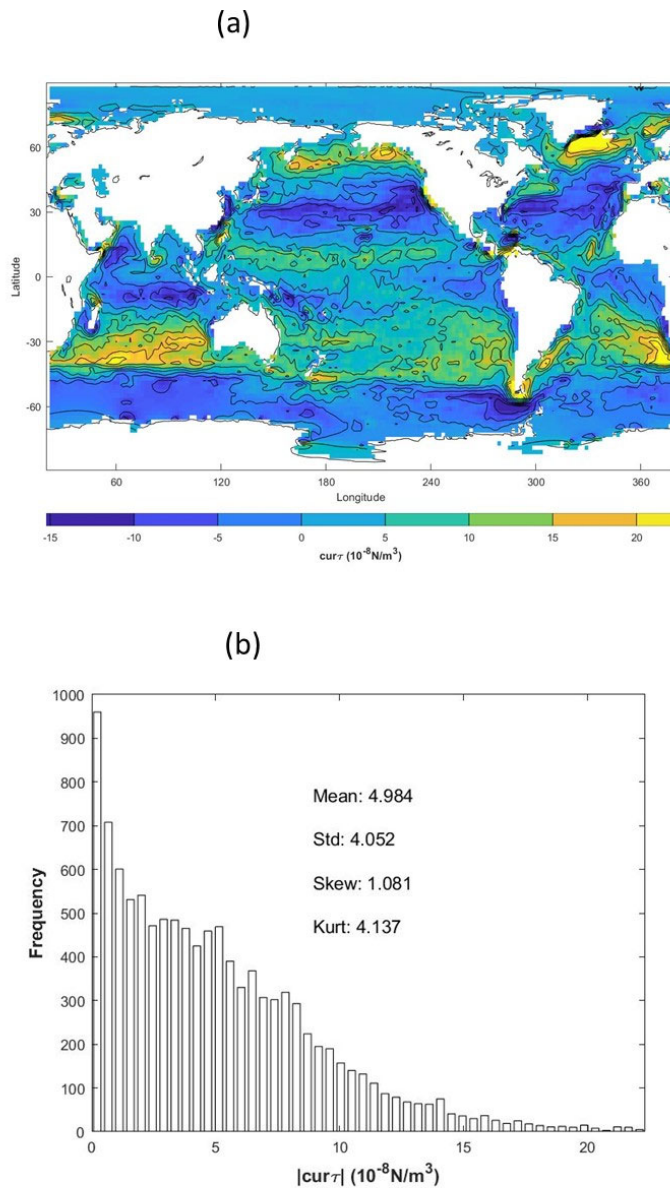 (a)
60
30
0
-30
-60
Latitude
60 120 180 240 300 360
Longitude
-15 -10 -5 0 5 10 15 20
curτ (10⁻⁸N/m³)
(b)
1000
900
800
700
600
500
400
300
200
100
0
Frequency
Mean: 4.984
Std: 4.052
Skew: 1.081
Kurt: 4.137
0 5 10 15 20
|curτ| (10⁻⁸N/m³)